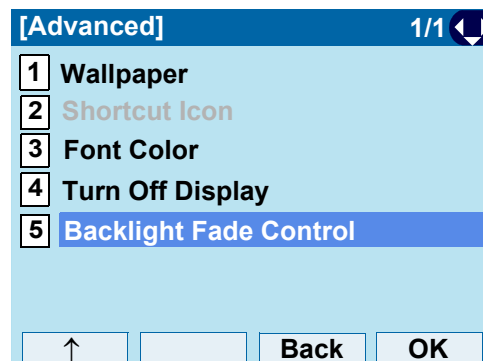 [Advanced] 1/1
1 Wallpaper
2 Shortcut Icon
3 Font Color
4 Turn Off Display
5 Backlight Fade Control
↑ Back OK